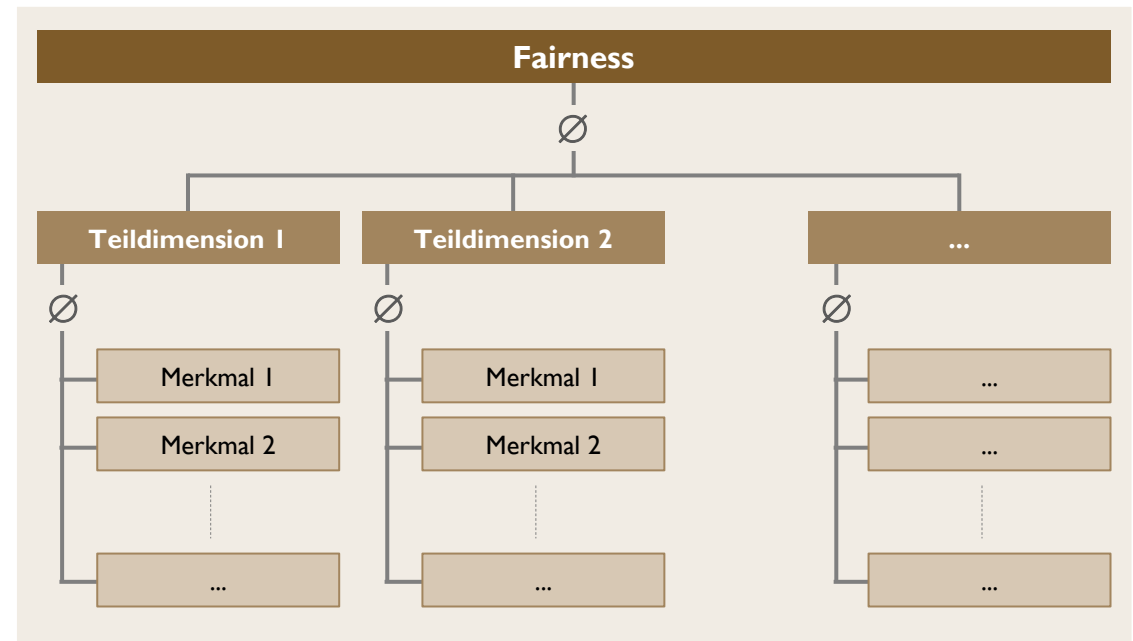 Fairness
Ø
Teildimension 1
Teildimension 2
...
Ø
Ø
Ø
Merkmal 1
Merkmal 1
...
Merkmal 2
Merkmal 2
...
...
...
...